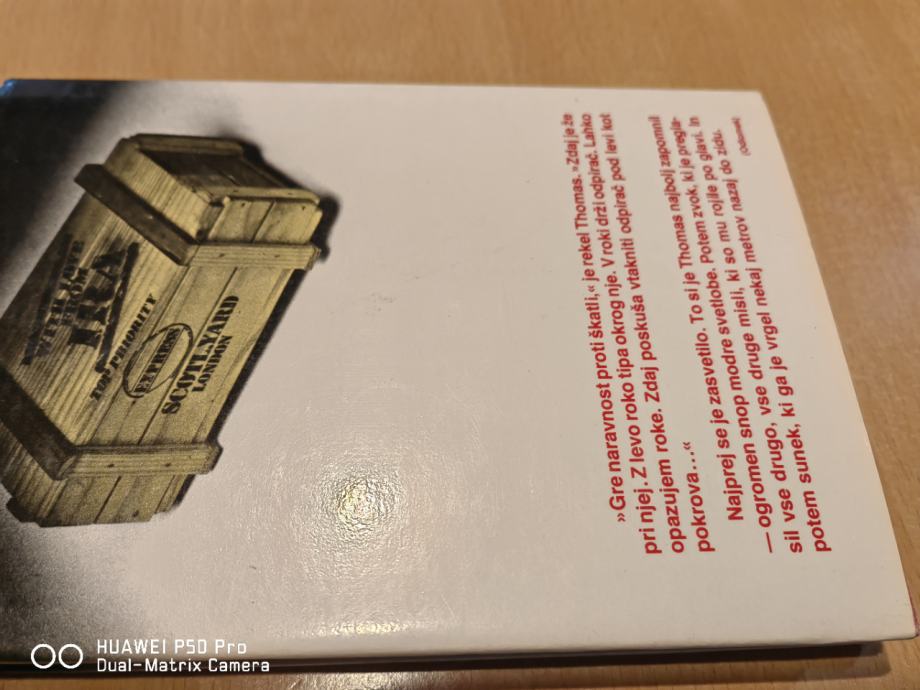 WITH LOVE
FROM
IRA
TOP PRIORITY
EXPRESS
SCOTL.YARD
LONDON
»Gre naravnost proti škatli,« je rekel Thomas. »Zdaj je že
pri njej. Z levo roko tipa okrog nje. V roki drži odpirač. Lahko
opazujem roke. Zdaj poskuša vtakniti odpirač pod levi kot
pokrova...«
Najprej se je zasvetilo. To si je Thomas najbolj zapomnil
— ogromen snop modre svetlobe. Potem zvok, ki je pregla-
sil vse drugo, vse druge misli, ki so mu rojile po glavi. In
potem sunek, ki ga je vrgel nekaj metrov nazaj do zidu.
(Odlomek)
HUAWEI P50 Pro
Dual-Matrix Camera